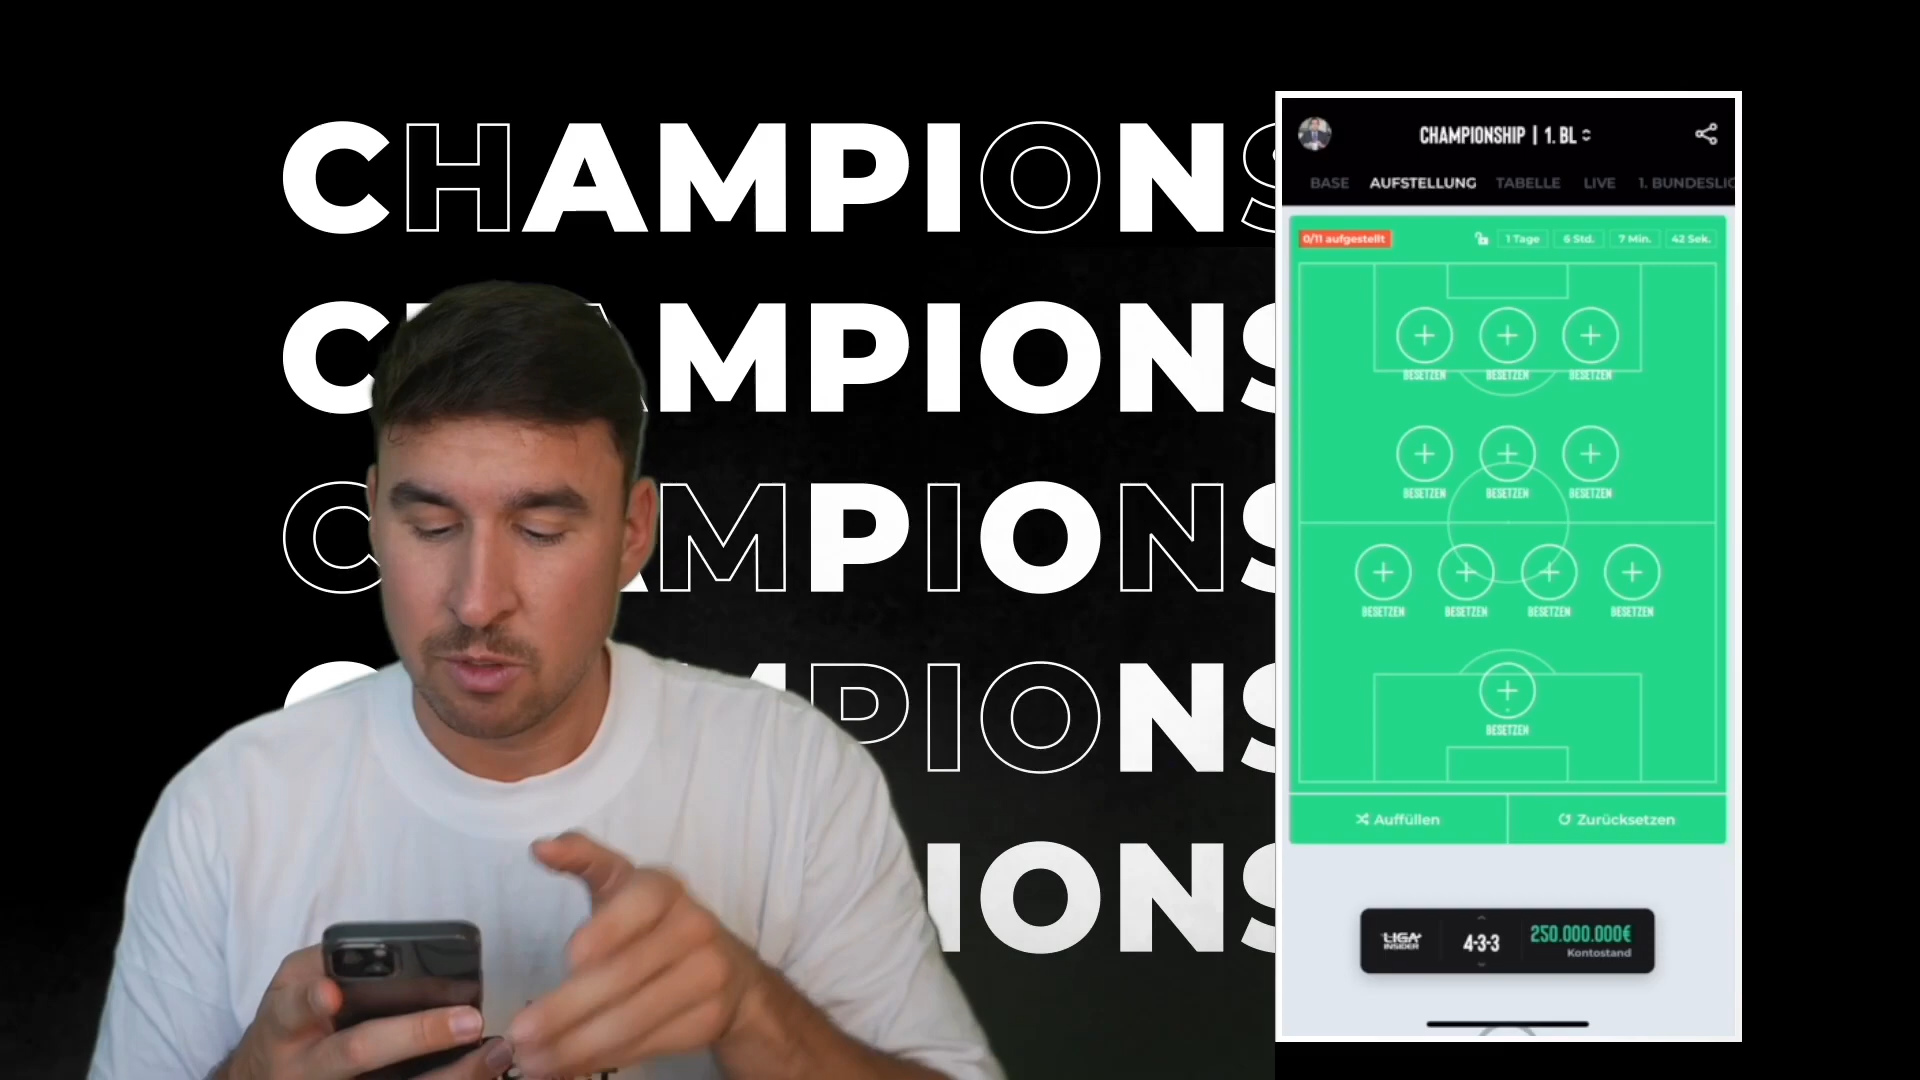 CHAMPIONS
CHAMPIONS
CHAMPIONS
CHAMPIONS
IONS
CHAMPIONSHIP | 1. BL
BASE AUFSTELLUNG TABELLE LIVE 1. BUNDESLIG
0/11 aufgestellt 1 Tage 6 Std. 7 Min. 42 Sek.
BESETZEN BESETZEN BESETZEN
BESETZEN BESETZEN BESETZEN
BESETZEN BESETZEN BESETZEN BESETZEN
BESETZEN
Auffüllen Zurücksetzen
LIGA INSIDER 4-3-3 250.000.000€
Kontostand